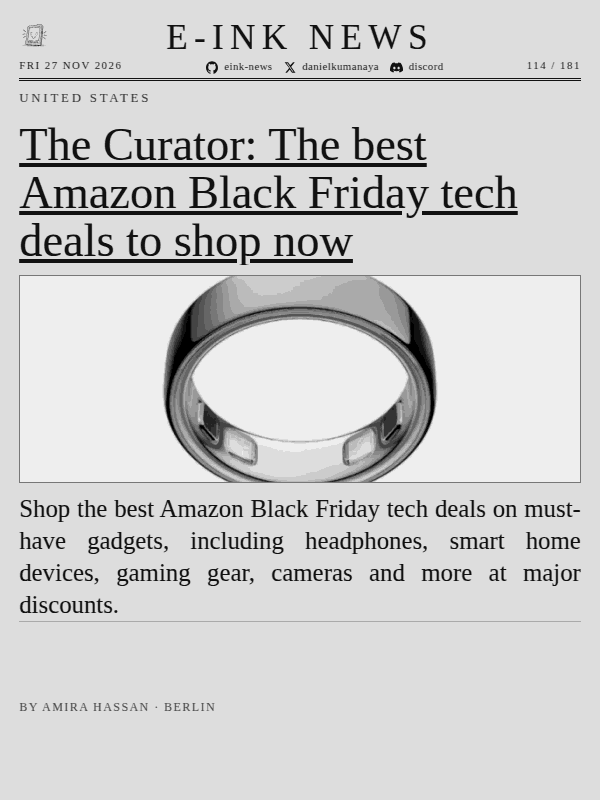 E-INK NEWS
FRI 27 NOV 2026
eink-news danielkumanaya discord
114 / 181
UNITED STATES
The Curator: The best
Amazon Black Friday tech
deals to shop now
Shop the best Amazon Black Friday tech deals on must-
have gadgets, including headphones, smart home
devices, gaming gear, cameras and more at major
discounts.
BY AMIRA HASSAN · BERLIN